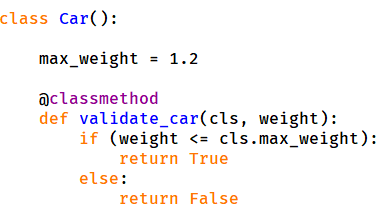 class Car():
max_weight = 1.2
@classmethod
def validate_car(cls, weight):
if (weight <= cls.max_weight):
return True
else:
return False